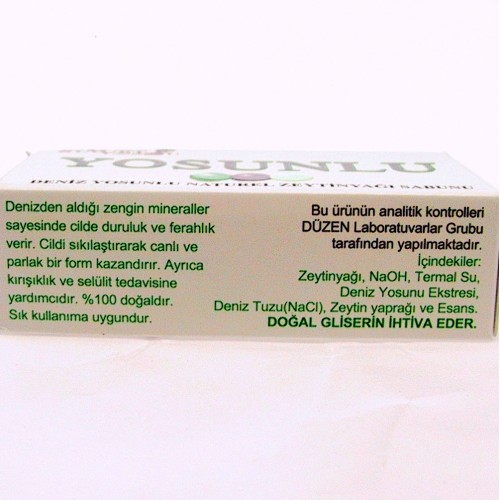 YOSUNLU
DENİZ YOSUNLU NATUREL ZEYTİNYAĞI SABUNU
Denizden aldığı zengin mineraller
sayesinde cilde duruluk ve ferahlık
verir. Cildi sıkılaştırarak canlı ve
parlak bir form kazandırır. Ayrıca
kırışıklık ve selülit tedavisine
yardımcıdır. %100 doğaldır.
Sık kullanıma uygundur.
Bu ürünün analitik kontrolleri
DÜZEN Laboratuvarlar Grubu
tarafından yapılmaktadır.
İçindekiler:
Zeytinyağı, NaOH, Termal Su,
Deniz Yosunu Ekstresi,
Deniz Tuzu(NaCl), Zeytin yaprağı ve Esans.
DOĞAL GLİSERİN İHTİVA EDER.